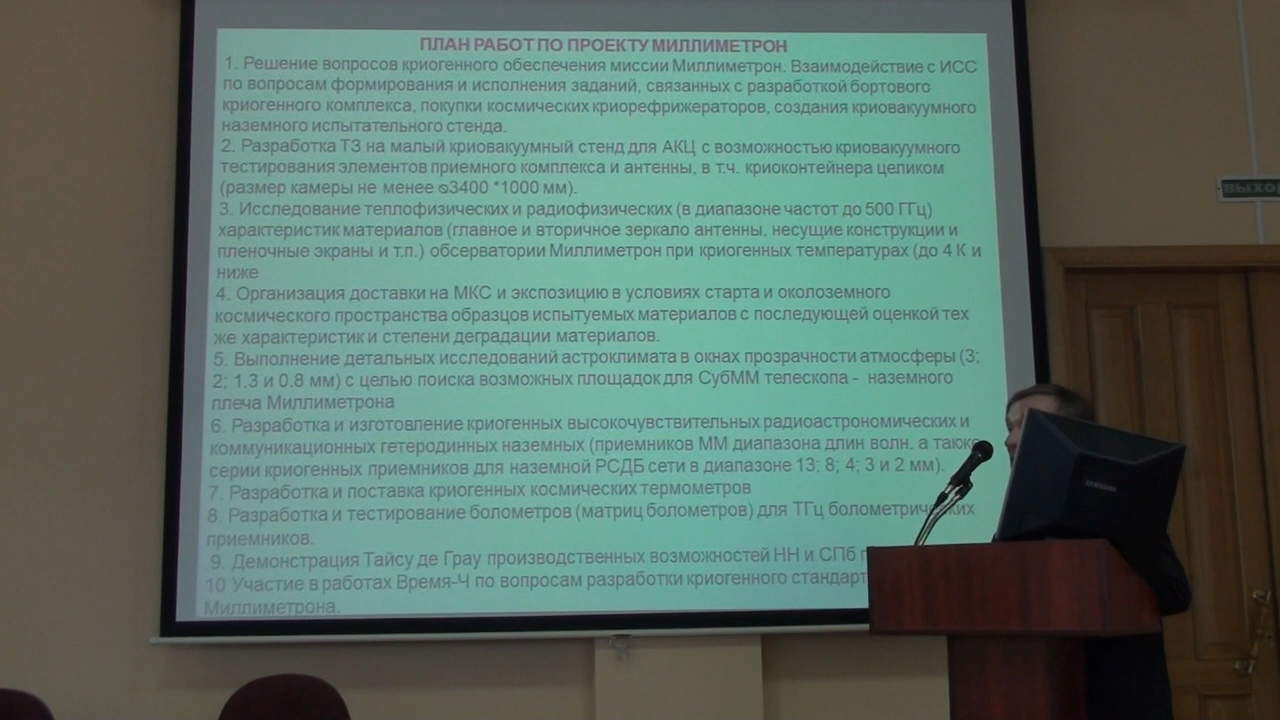 ПЛАН РАБОТ ПО ПРОЕКТУ МИЛЛИМЕТРОН
1. Решение вопросов криогенного обеспечения миссии Миллиметрон. Взаимодействие с ИСС
по вопросам формирования и исполнения заданий, связанных с разработкой бортового
криогенного комплекса, покупки космических криорефрижераторов, создания криовакуумного
наземного испытательного стенда.
2. Разработка ТЗ на малый криовакуумный стенд для АКЦ с возможностью криовакуумного
тестирования элементов приемного комплекса и антенны, в т.ч. криоконтейнера целиком
(размер камеры не менее ⌀3400 *1000 мм).
3. Исследование теплофизических и радиофизических (в диапазоне частот до 500 ГГц)
характеристик материалов (главное и вторичное зеркало антенны, несущие конструкции и
пленочные экраны и т.п.) обсерватории Миллиметрон при криогенных температурах (до 4 К и
ниже
4. Организация доставки на МКС и экспозицию в условиях старта и околоземного
космического пространства образцов испытуемых материалов с последующей оценкой тех
же характеристик и степени деградации материалов.
5. Выполнение детальных исследований астроклимата в окнах прозрачности атмосферы (3;
2; 1.3 и 0.8 мм) с целью поиска возможных площадок для СубММ телескопа - наземного
плеча Миллиметрона
6. Разработка и изготовление криогенных высокочувствительных радиоастрономических и
коммуникационных гетеродинных наземных (приемников ММ диапазона длин волн. а также
серии криогенных приемников для наземной РСДБ сети в диапазоне 13; 8; 4; 3 и 2 мм).
7. Разработка и поставка криогенных космических термометров
8. Разработка и тестирование болометров (матриц болометров) для ТГц болометрических
приемников.
9. Демонстрация Тайсу де Грау производственных возможностей НН и СПб
10 Участие в работах Время-Ч по вопросам разработки криогенного стандарт
Миллиметрона.
ВЫХОД
SAMSUNG